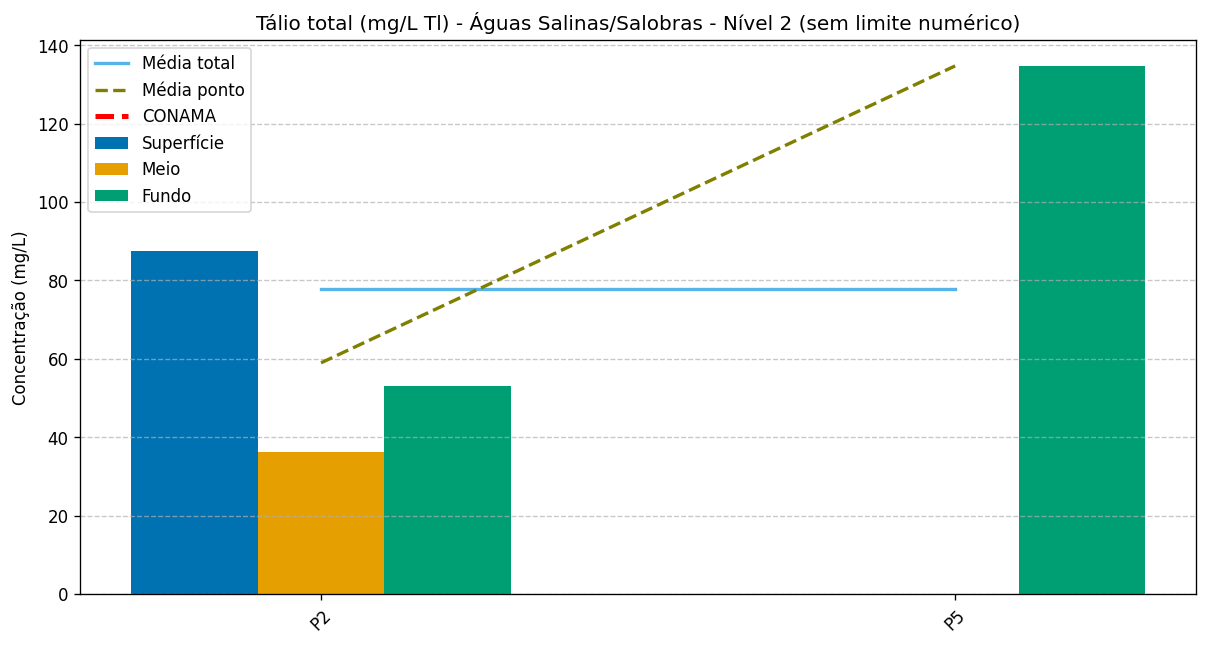 Tálio total (mg/L Tl) - Águas Salinas/Salobras - Nível 2 (sem limite numérico)
Média total
Média ponto
CONAMA
Superfície
Meio
Fundo
Concentração (mg/L)
140
120
100
80
60
40
20
0
P2
P5